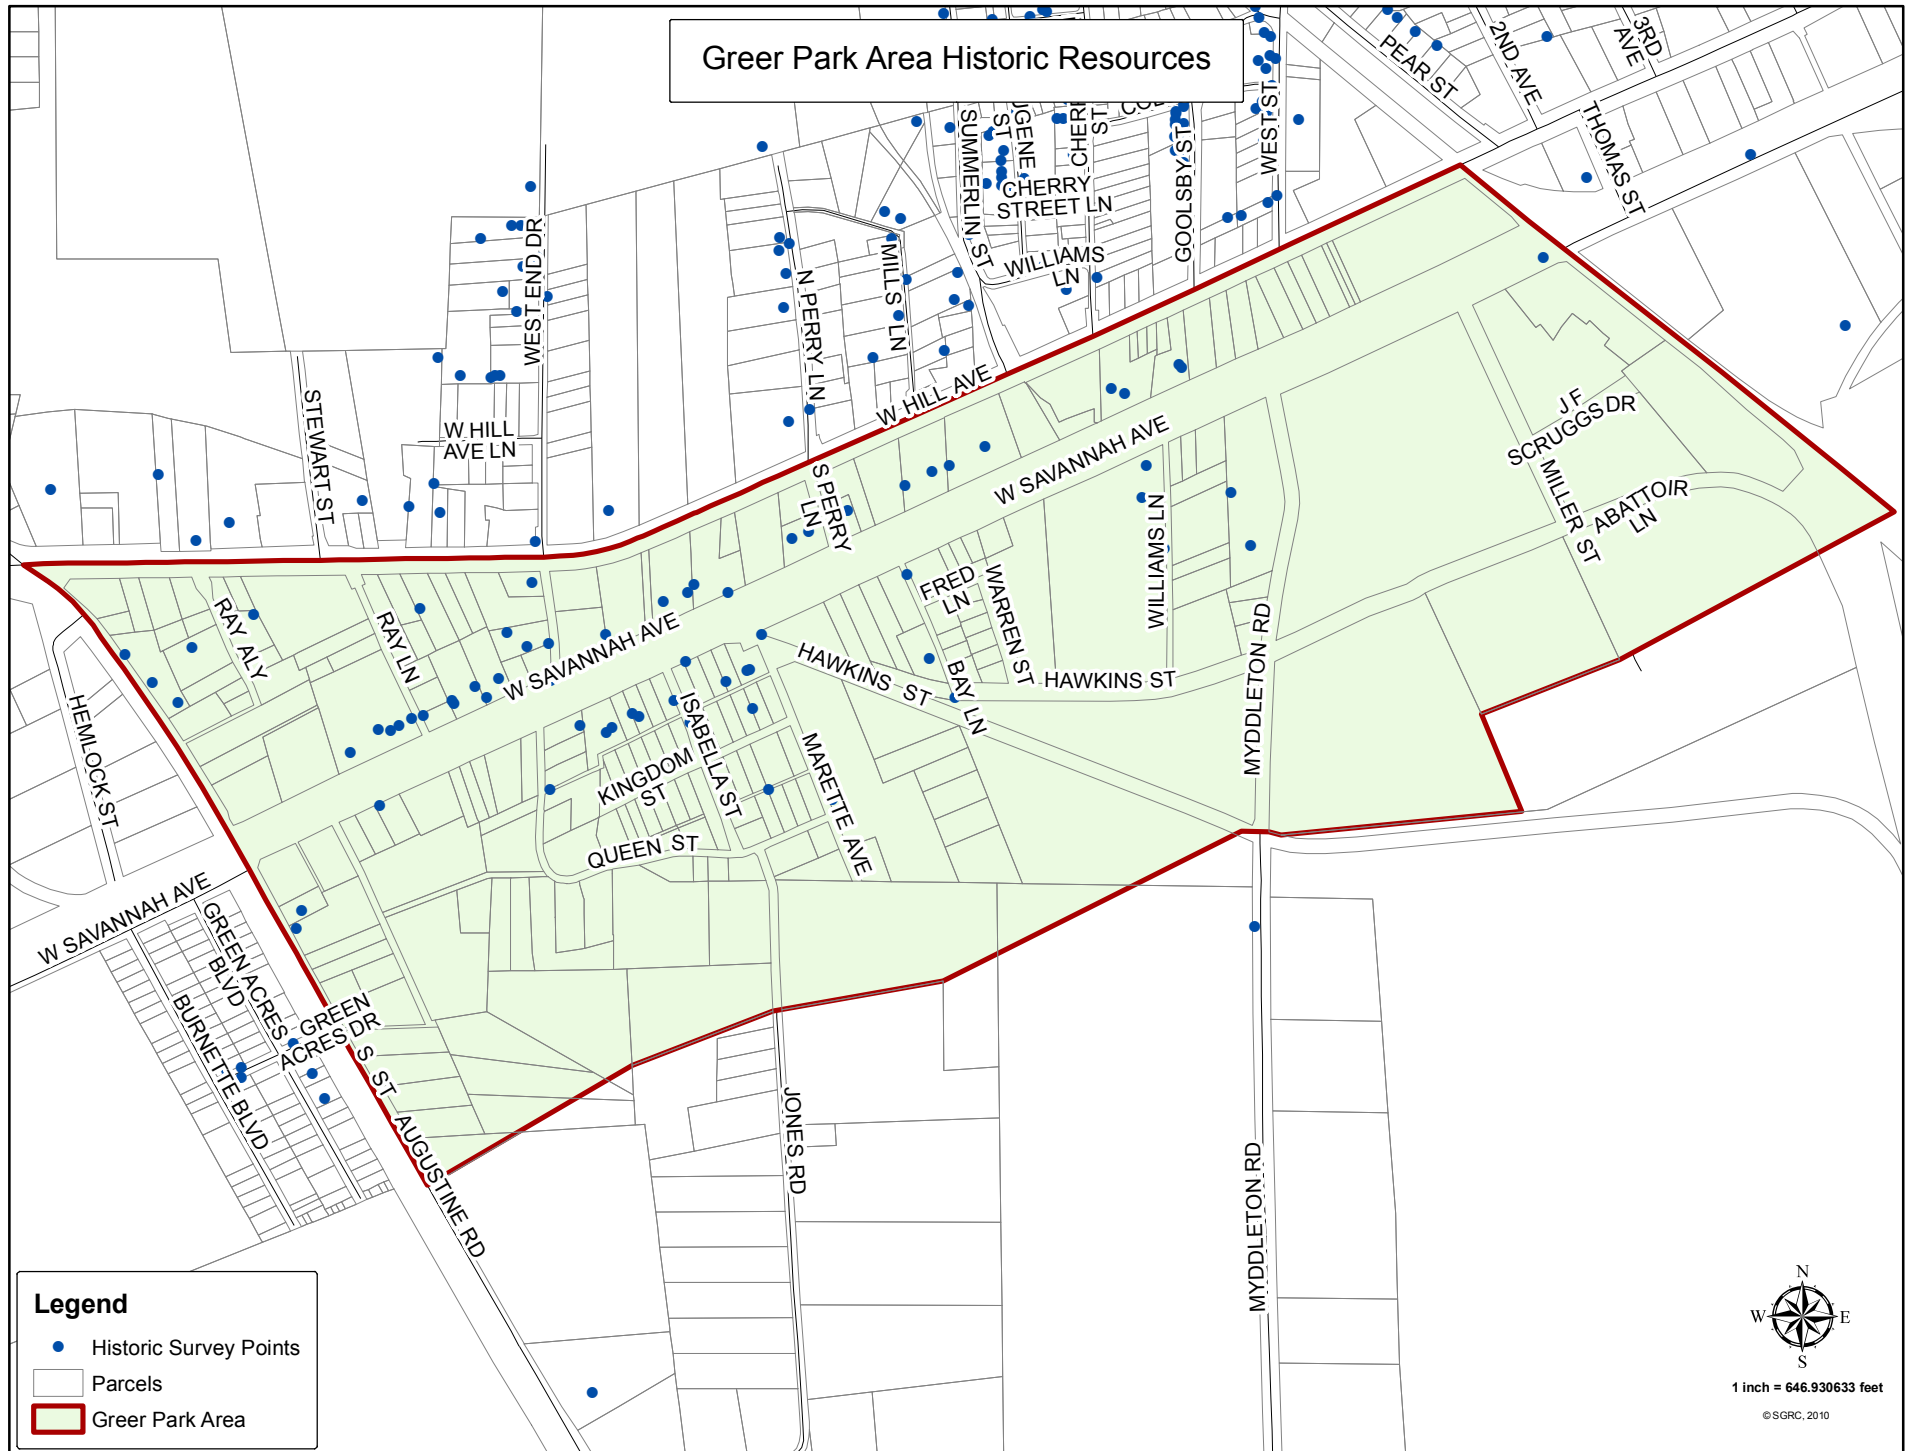 Greer Park Area Historic Resources
PEAR ST
2ND AVE
3RD
AVE
THOMAS ST
SUMMERLIN ST
ST
CHERRY
STREET LN
WILLIAMS
LN
GOOLSBY ST
WEST ST
WEST END DR
N PERRY LN
MILLS LN
W HILL AVE
STEWART ST
W HILL
AVE LN
S PERRY
LN
W SAVANNAH AVE
J F
SCRUGGS DR
MILLER ST
ABATTOIR
LN
WILLIAMS LN
FRED
LN
WARREN ST
RAY ALY
RAY LN
W SAVANNAH AVE
HAWKINS ST
BAY LN
HAWKINS ST
MYDDLETON RD
HEMLOCK ST
ISABELLA ST
KINGDOM
ST
MARETTE AVE
QUEEN ST
W SAVANNAH AVE
GREEN ACRES
BLVD
BURNETTE BLVD
GREEN
ACRES DR
S ST AUGUSTINE RD
JONES RD
MYDDLETON RD
Legend
Historic Survey Points
Parcels
Greer Park Area
N
W E
S
1 inch = 646.930633 feet
©SGRC, 2010